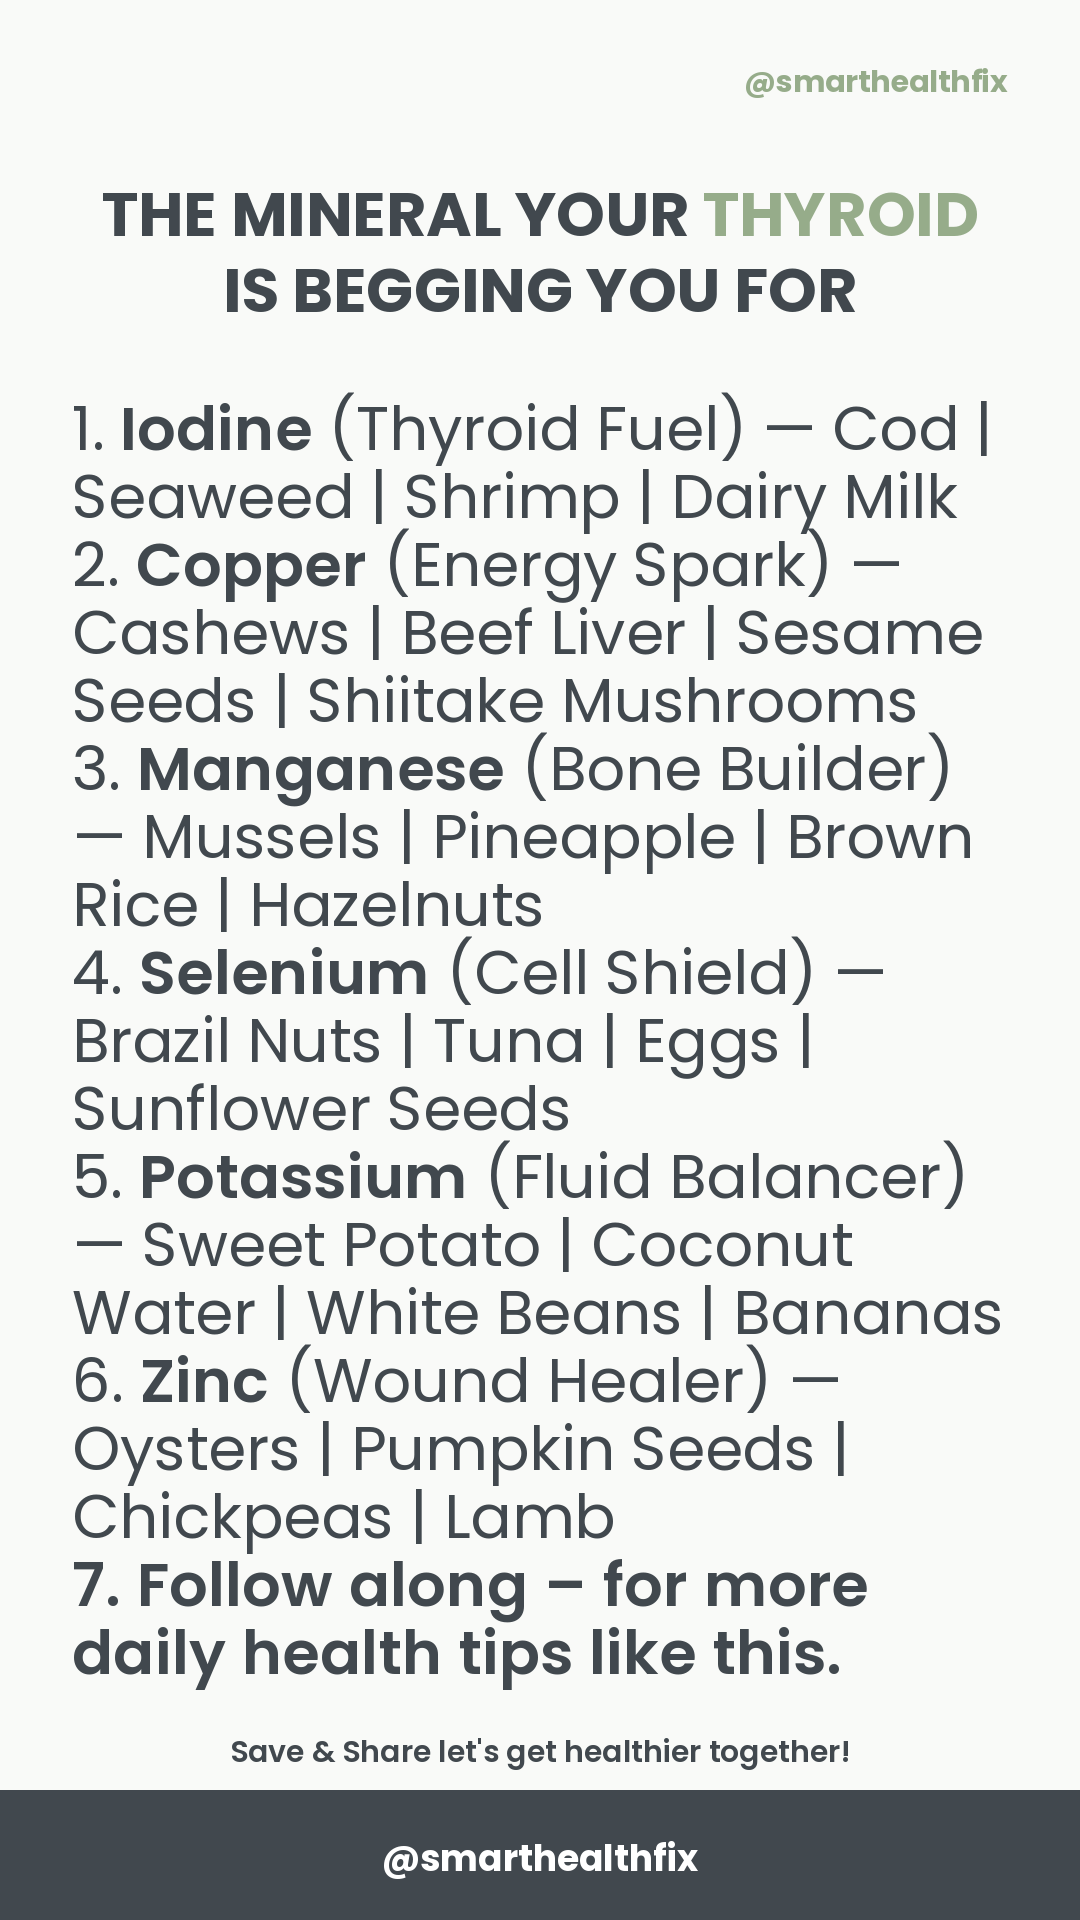 @smarthealthfix
THE MINERAL YOUR THYROID
IS BEGGING YOU FOR
1. Iodine (Thyroid Fuel) — Cod |
Seaweed | Shrimp | Dairy Milk
2. Copper (Energy Spark) —
Cashews | Beef Liver | Sesame
Seeds | Shiitake Mushrooms
3. Manganese (Bone Builder)
— Mussels | Pineapple | Brown
Rice | Hazelnuts
4. Selenium (Cell Shield) —
Brazil Nuts | Tuna | Eggs |
Sunflower Seeds
5. Potassium (Fluid Balancer)
— Sweet Potato | Coconut
Water | White Beans | Bananas
6. Zinc (Wound Healer) —
Oysters | Pumpkin Seeds |
Chickpeas | Lamb
7. Follow along – for more
daily health tips like this.
Save & Share let's get healthier together!
@smarthealthfix